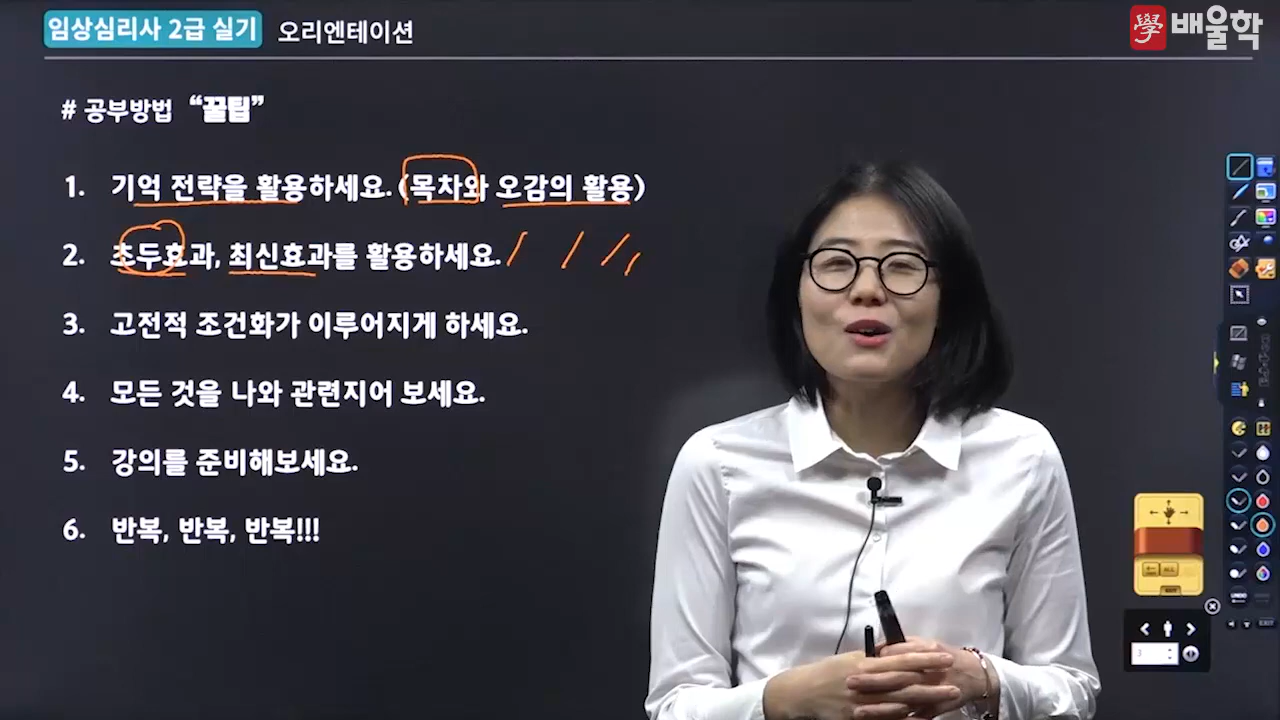 임상심리사 2급 실기 오리엔테이션
學 배울학
# 공부방법 “꿀팁”
1. 기억 전략을 활용하세요. (목차와 오감의 활용)
2. 초두효과, 최신효과를 활용하세요.
3. 고전적 조건화가 이루어지게 하세요.
4. 모든 것을 나와 관련지어 보세요.
5. 강의를 준비해보세요.
6. 반복, 반복, 반복!!!
ALL
UNDO
EXIT
3